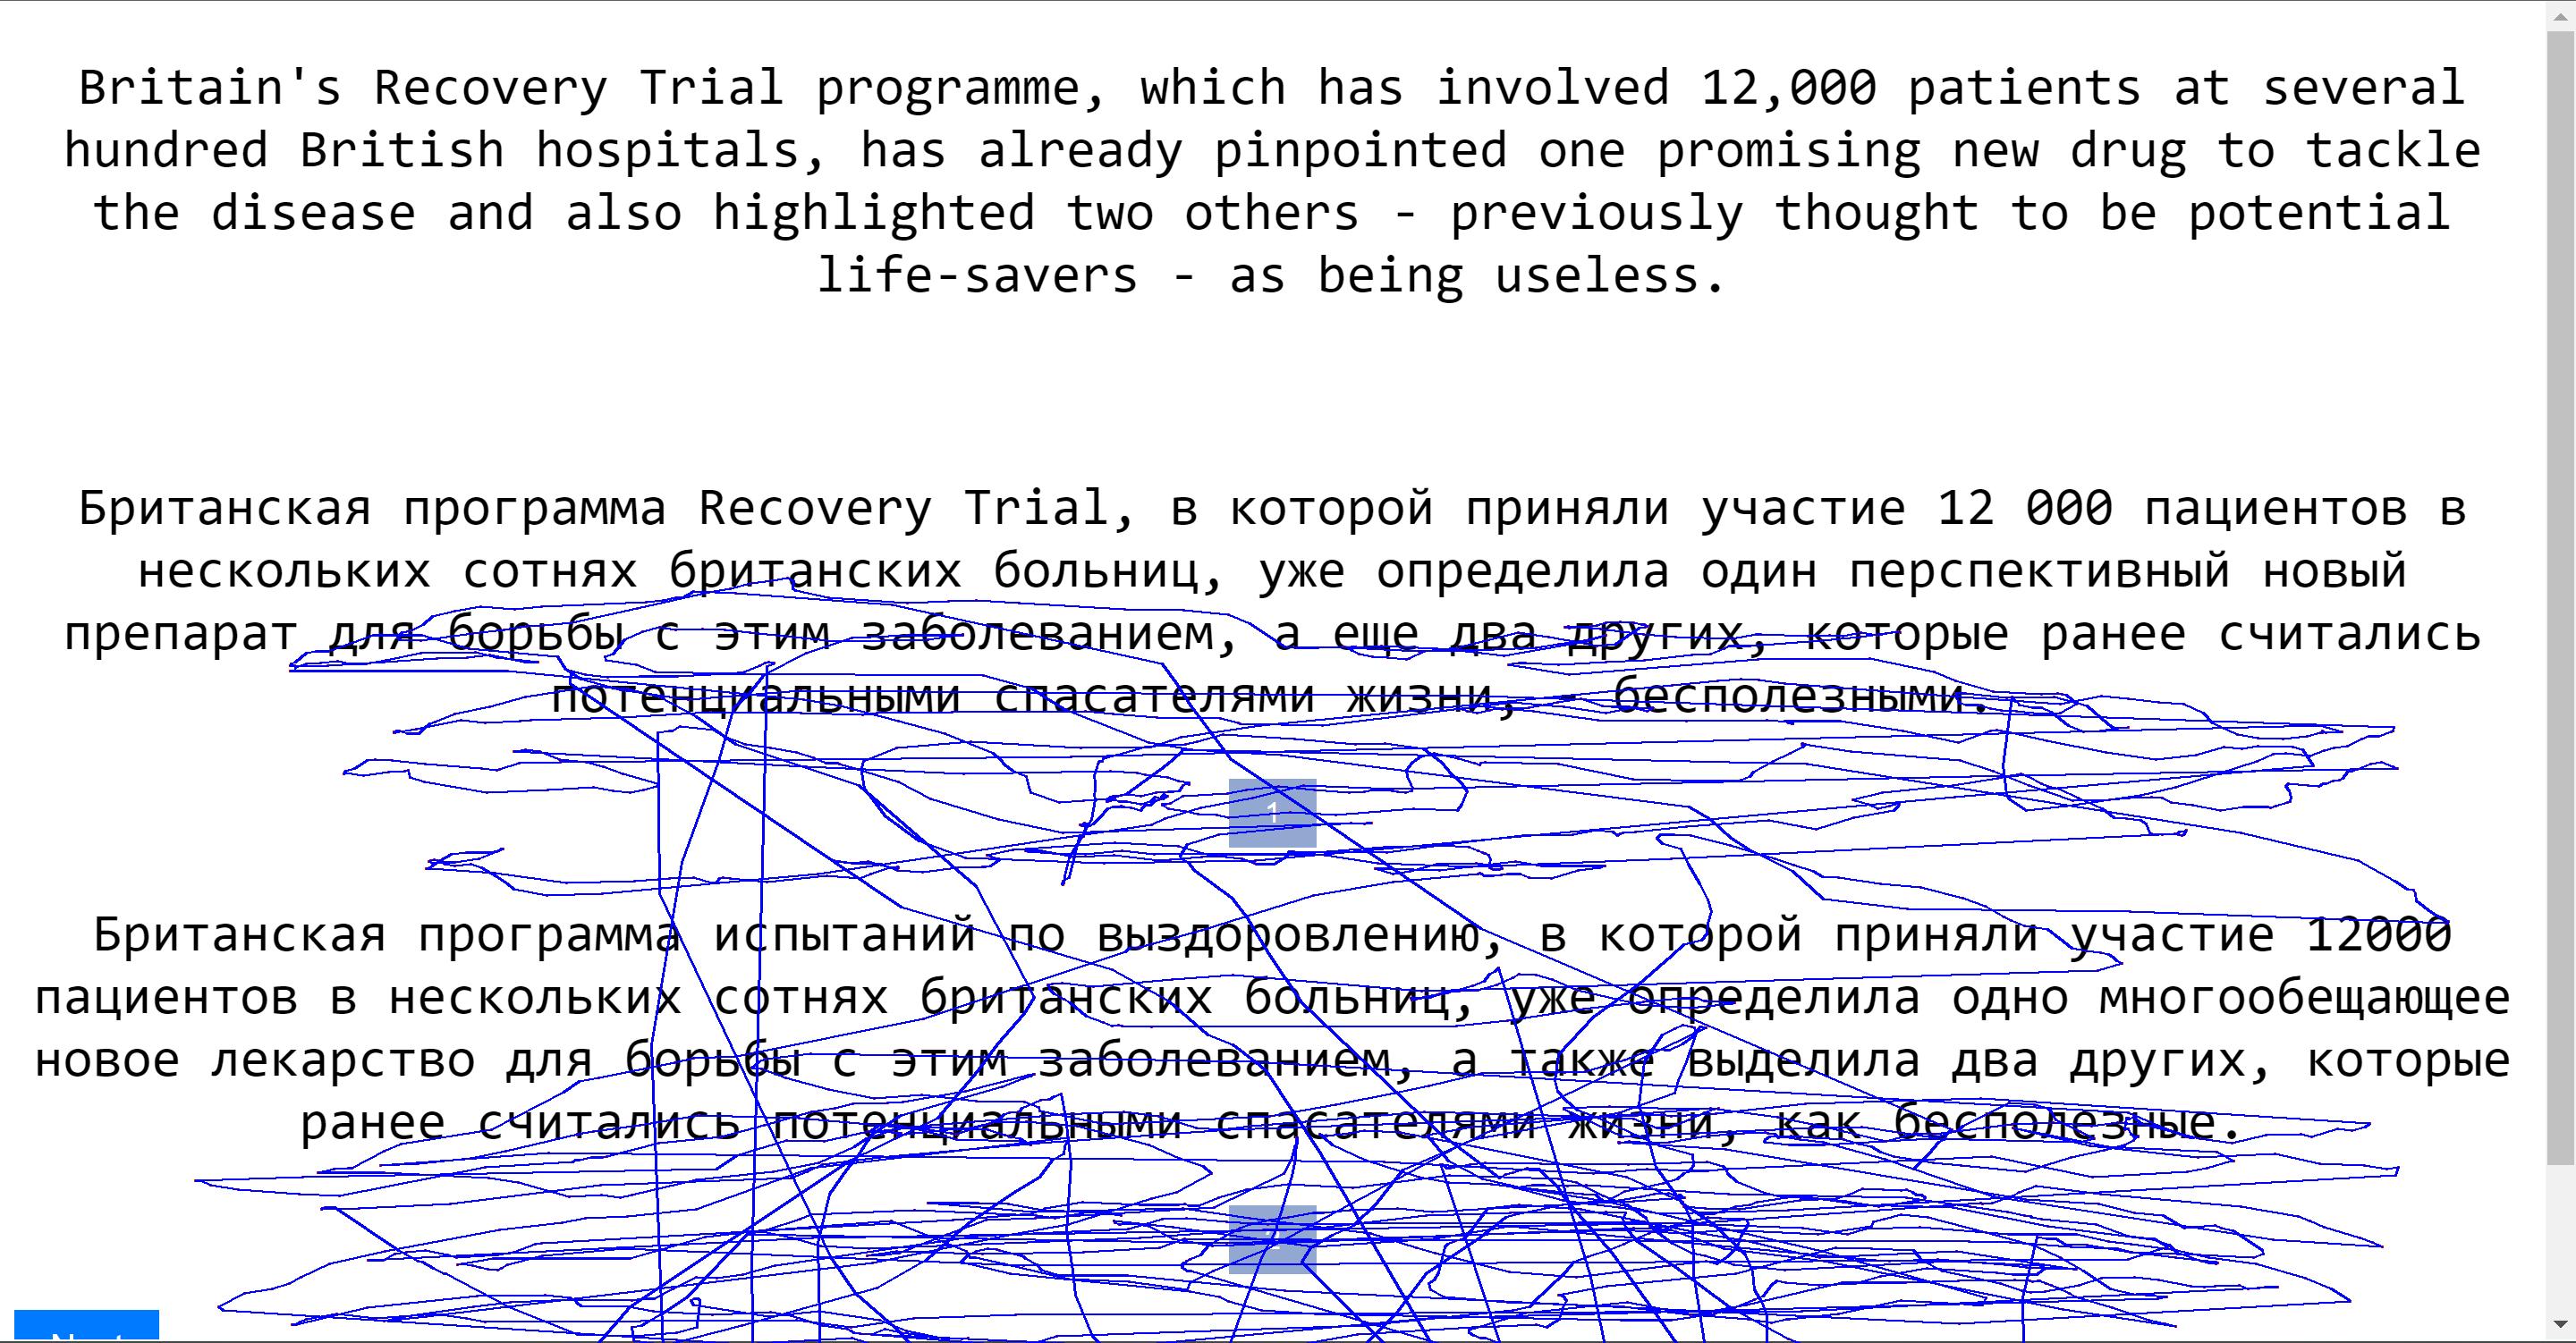 Britain's Recovery Trial programme, which has involved 12,000 patients at several
hundred British hospitals, has already pinpointed one promising new drug to tackle
the disease and also highlighted two others - previously thought to be potential
life-savers - as being useless.
Британская программа Recovery Trial, в которой приняли участие 12 000 пациентов в
нескольких сотнях британских больниц, уже определила один перспективный новый
препарат для борьбы с этим заболеванием, а еще два других, которые ранее считались
потенциальными спасателями жизни, - бесполезными.
1
Британская программа испытаний по выздоровлению, в которой приняли участие 12000
пациентов в нескольких сотнях британских больниц, уже определила одно многообещающее
новое лекарство для борьбы с этим заболеванием, а также выделила два других, которые
ранее считались потенциальными спасателями жизни, как бесполезные.